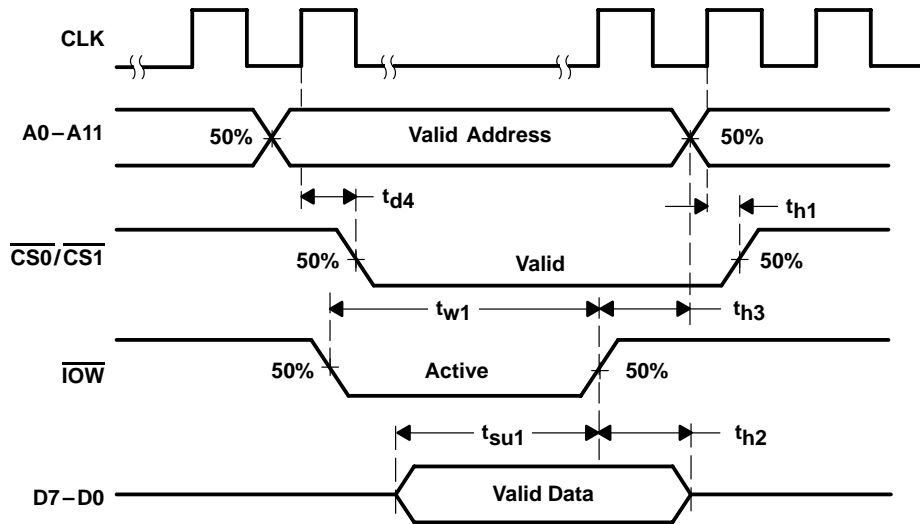 CLK
A0–A11
50%
Valid Address
50%
td4
th1
CS0/CS1
50%
Valid
50%
tw1
th3
IOW
50%
Active
50%
tsu1
th2
D7–D0
Valid Data